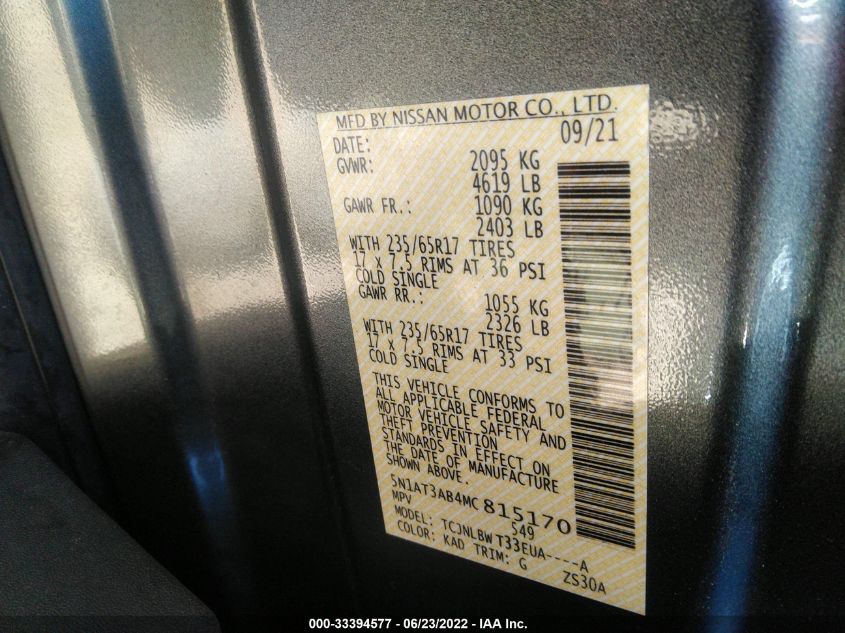 MFD BY NISSAN MOTOR CO., LTD.
DATE: 09/21
GVWR: 2095 KG
4619 LB
GAWR FR.: 1090 KG
2403 LB
WITH 235/65R17 TIRES
17 X 7.5 RIMS AT 36 PSI
COLD SINGLE
GAWR RR.: 1055 KG
2326 LB
WITH 235/65R17 TIRES
17 X 7.5 RIMS AT 33 PSI
COLD SINGLE
THIS VEHICLE CONFORMS TO
ALL APPLICABLE FEDERAL
MOTOR VEHICLE SAFETY AND
THEFT PREVENTION
STANDARDS IN EFFECT ON
THE DATE OF MANUFACTURE
SHOWN ABOVE.
5N1AT3AB4MC 815170
MPV 549
MODEL: TCJNLBW T33EUA----A
COLOR: KAD TRIM: G ZS30A
000-33394577 - 06/23/2022 - IAA Inc.